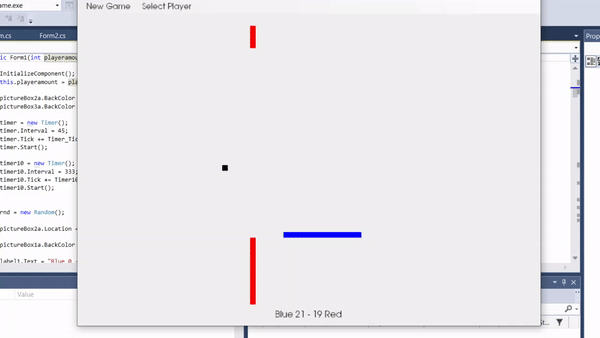 ame.exe
New Game Select Player
m.cs Form2.cs
Prop
ic Form1(int playeramou
InitializeComponent();
this.playeramount = pla
pictureBox2a.BackColor
pictureBox3a.BackColor
timer = new Timer();
timer.Interval = 45;
timer.Tick += Timer_Tic
timer.Start();
timer10 = new Timer();
timer10.Interval = 333;
timer10.Tick += Timer10
timer10.Start();
rnd = new Random();
pictureBox2a.Location =
pictureBox1a.BackColor
label1.Text = "Blue 0
Value
Blue 21 - 19 Red